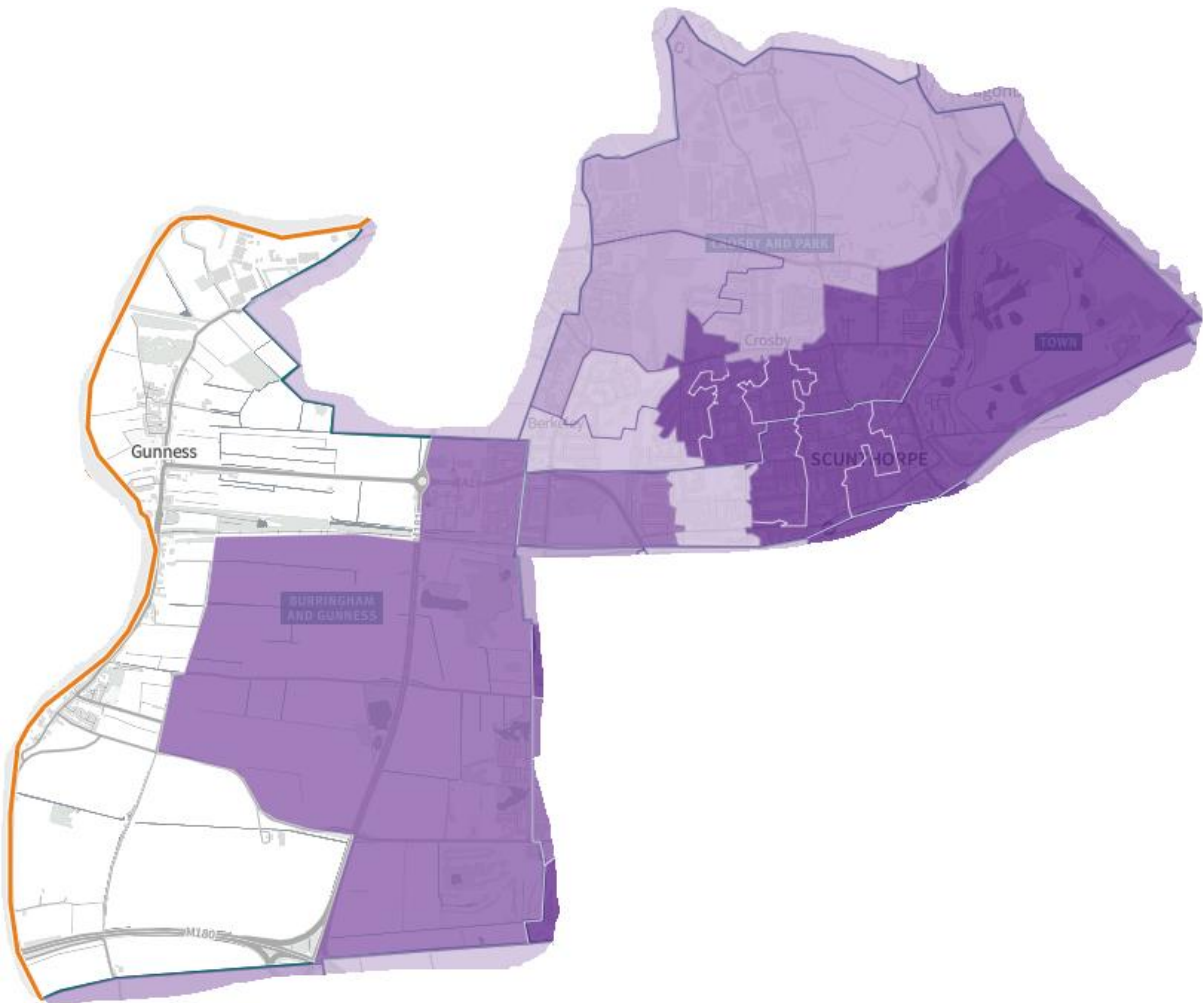 CROSBY AND PARK
Crosby
TOWN
Berkeley
Gunness
SCUNTHORPE
BURRINGHAM
AND GUNNESS
M180